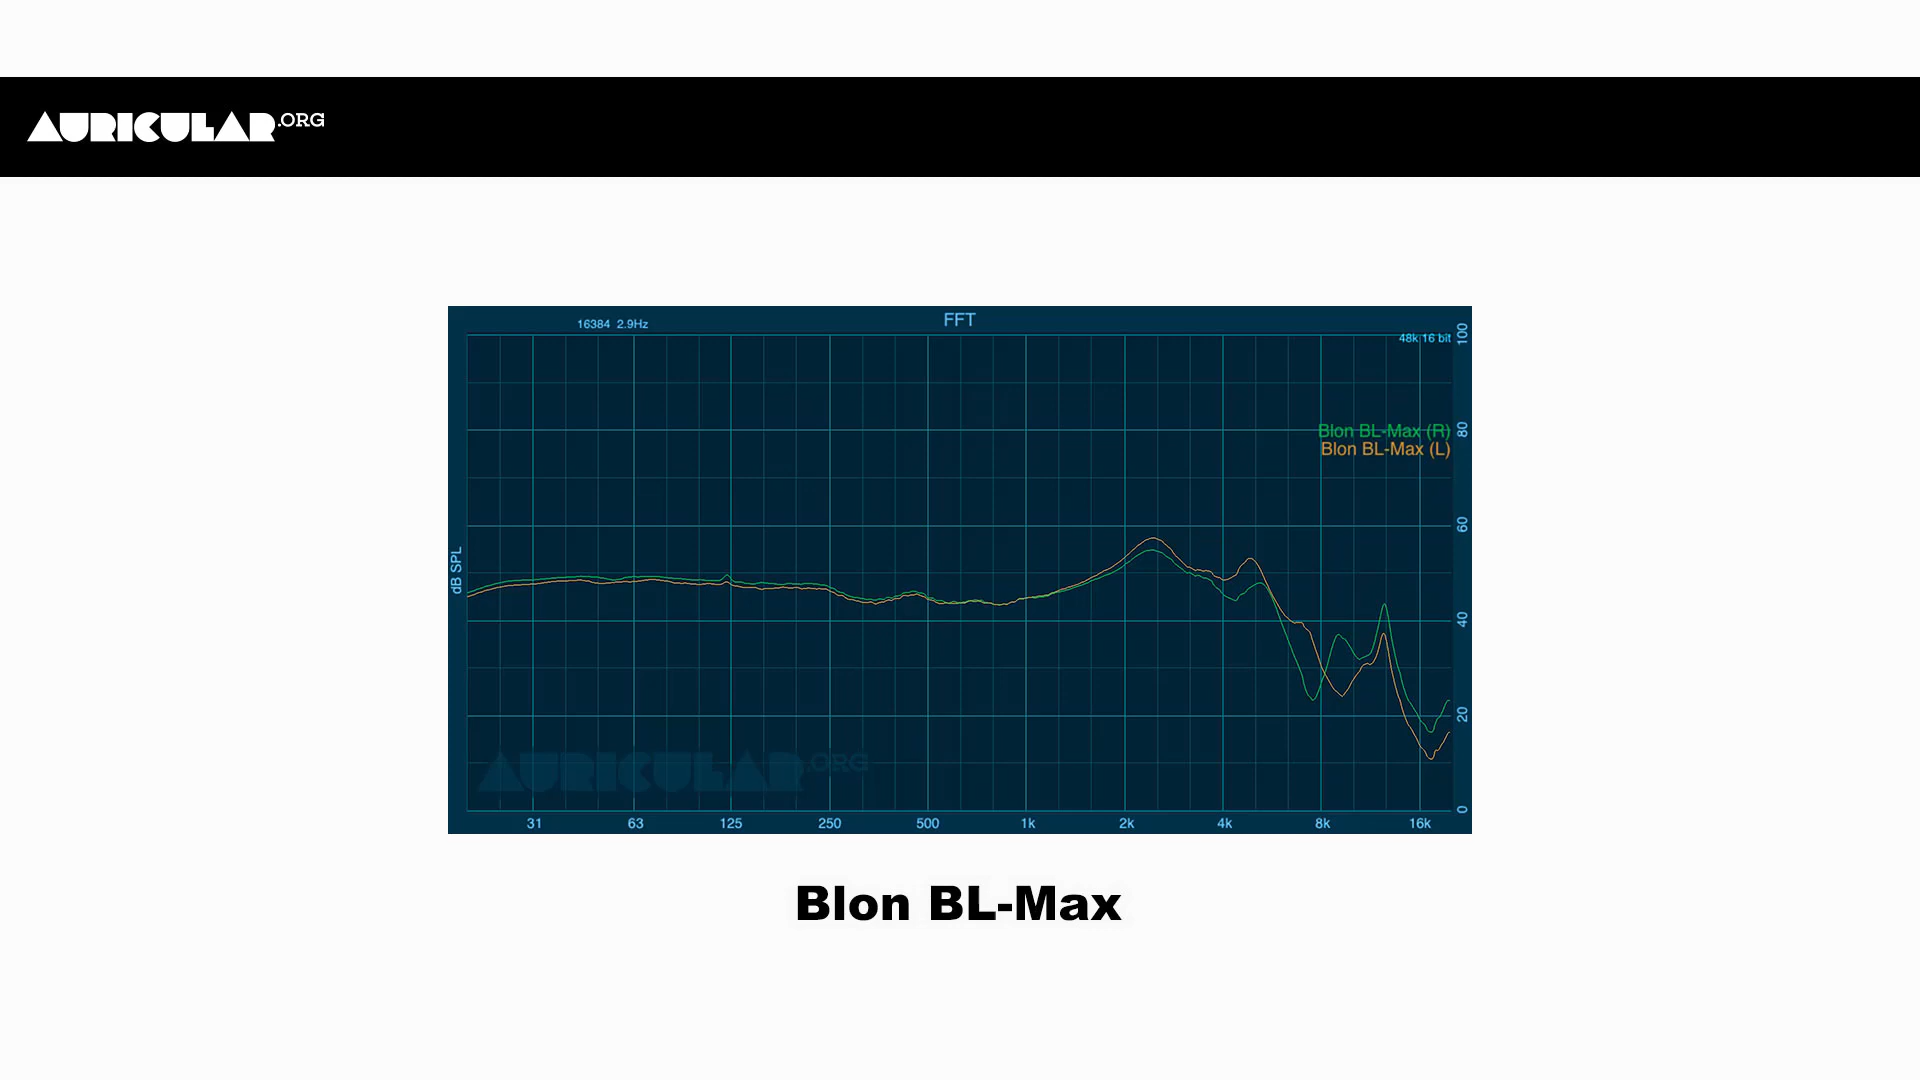 AURICULAR.ORG
FFT
16384 2.9Hz
48k 16 bit
100
Blon BL-Max (R)
80
Blon BL-Max (L)
60
dB SPL
40
20
AURICULAR.ORG
0
31 63 125 250 500 1k 2k 4k 8k 16k
Blon BL-Max